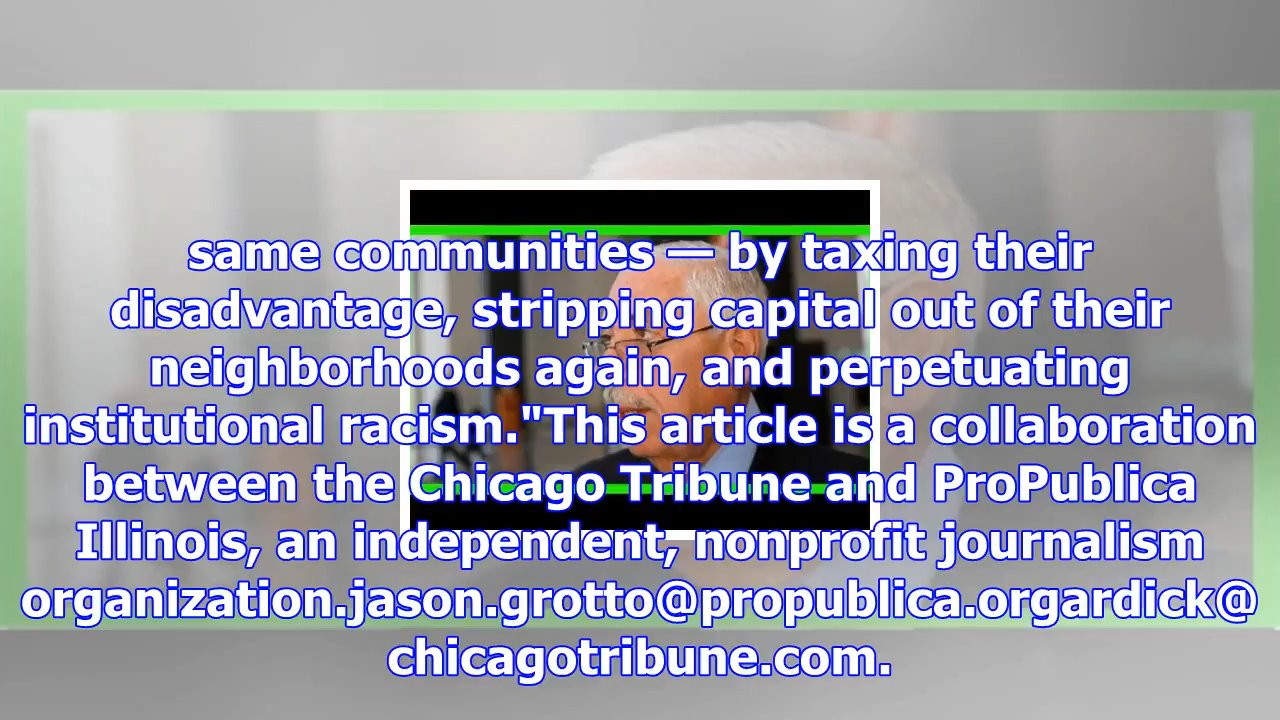 same communities — by taxing their
disadvantage, stripping capital out of their
neighborhoods again, and perpetuating
institutional racism."This article is a collaboration
between the Chicago Tribune and ProPublica
Illinois, an independent, nonprofit journalism
organization.jason.grotto@propublica.orgardick@
chicagotribune.com.